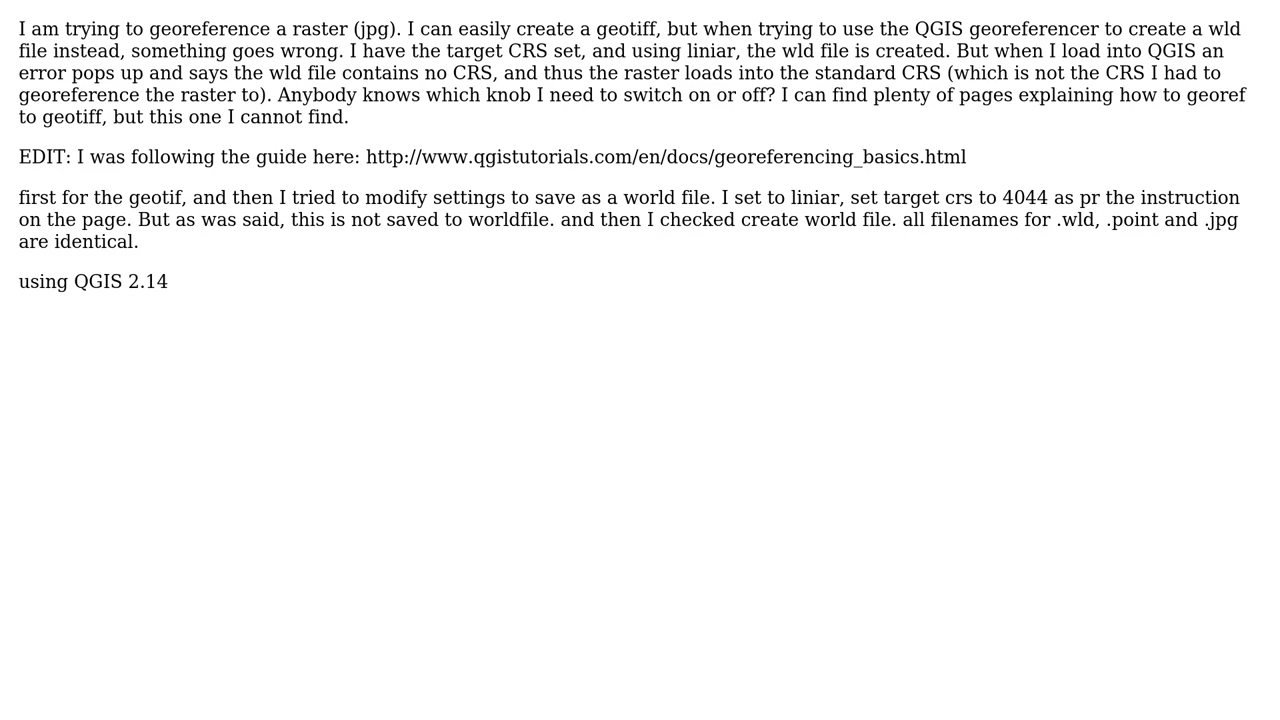 I am trying to georeference a raster (jpg). I can easily create a geotiff, but when trying to use the QGIS georeferencer to create a wld
file instead, something goes wrong. I have the target CRS set, and using liniar, the wld file is created. But when I load into QGIS an
error pops up and says the wld file contains no CRS, and thus the raster loads into the standard CRS (which is not the CRS I had to
georeference the raster to). Anybody knows which knob I need to switch on or off? I can find plenty of pages explaining how to georef
to geotiff, but this one I cannot find.
EDIT: I was following the guide here: http://www.qgistutorials.com/en/docs/georeferencing_basics.html
first for the geotif, and then I tried to modify settings to save as a world file. I set to liniar, set target crs to 4044 as pr the instruction
on the page. But as was said, this is not saved to worldfile. and then I checked create world file. all filenames for .wld, .point and .jpg
are identical.
using QGIS 2.14